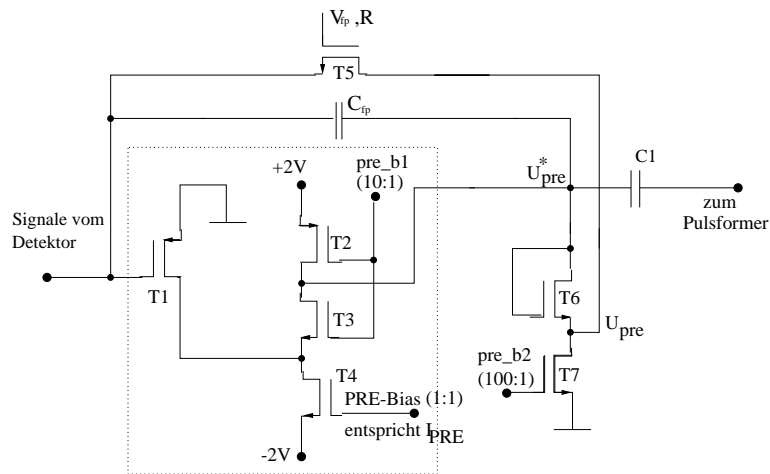 V_fp ,R
T5
C_fp
pre_b1
(10:1)
+2V
U*_pre
C1
zum
Pulsformer
Signale vom
Detektor
T1
T2
T3
T6
U_pre
pre_b2
(100:1)
T7
T4
PRE-Bias (1:1)
entspricht I_PRE
-2V